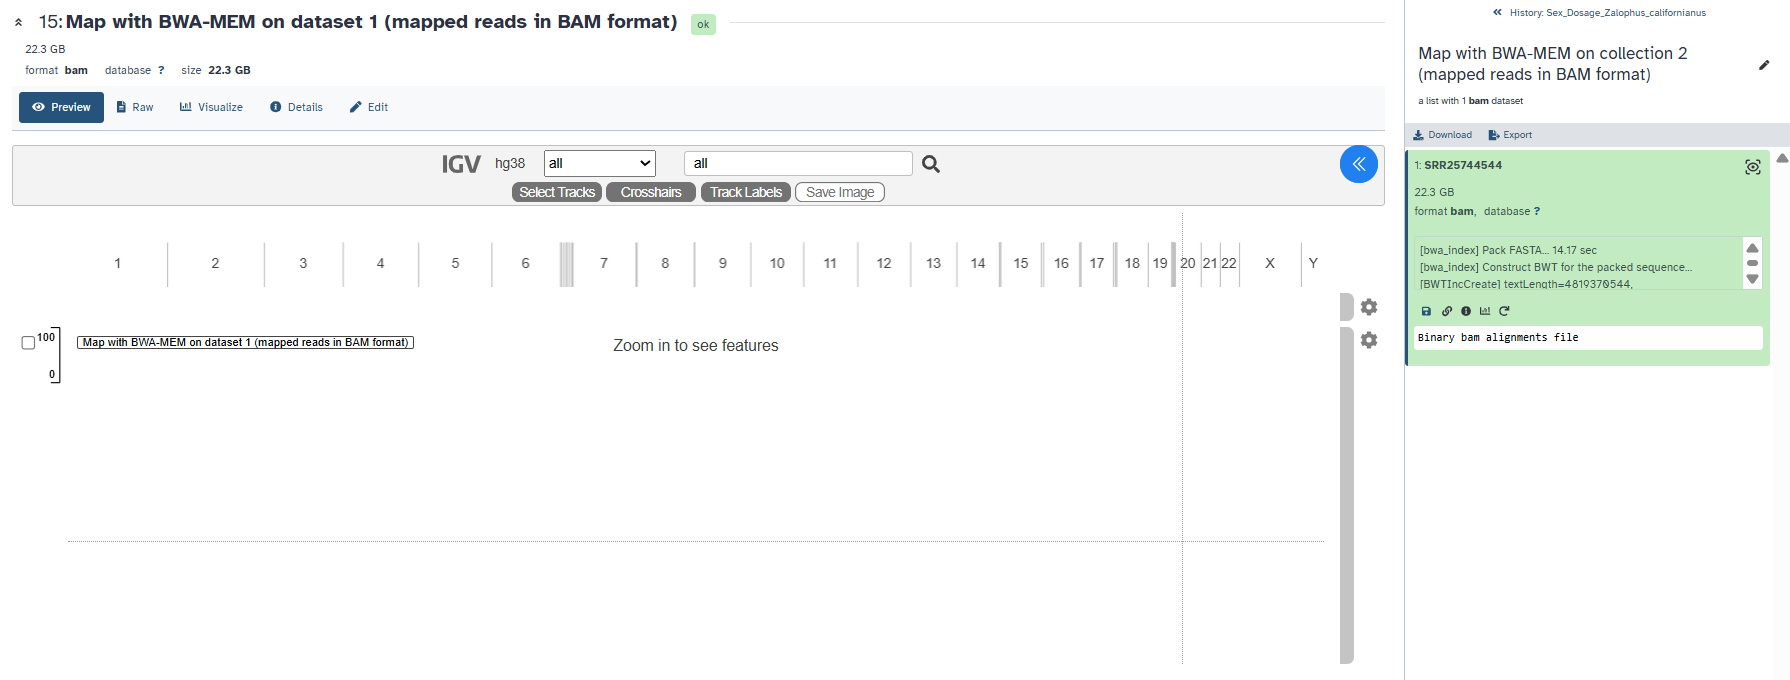 15: Map with BWA-MEM on dataset 1 (mapped reads in BAM format) ok
22.3 GB
format bam database ? size 22.3 GB
Preview Raw Visualize Details Edit
IGV hg38 all all
Select Tracks Crosshairs Track Labels Save Image
1 2 3 4 5 6 7 8 9 10 11 12 13 14 15 16 17 18 19 20 21 22 X Y
100
0
Map with BWA-MEM on dataset 1 (mapped reads in BAM format)
Zoom in to see features
History: Sex_Dosage_Zalophus_californianus
Map with BWA-MEM on collection 2
(mapped reads in BAM format)
a list with 1 bam dataset
Download Export
1: SRR25744544
22.3 GB
format bam, database ?
[bwa_index] Pack FASTA... 14.17 sec
[bwa_index] Construct BWT for the packed sequence...
[BWTIncCreate] textLength=4819370544,
Binary bam alignments file